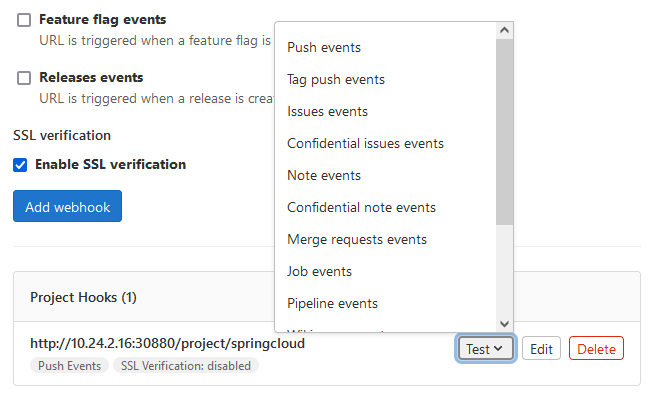 Feature flag events
URL is triggered when a feature flag is
Releases events
URL is triggered when a release is crea
SSL verification
Enable SSL verification
Add webhook
Push events
Tag push events
Issues events
Confidential issues events
Note events
Confidential note events
Merge requests events
Job events
Pipeline events
Project Hooks (1)
http://10.24.2.16:30880/project/springcloud
Push Events
SSL Verification: disabled
Test
Edit
Delete